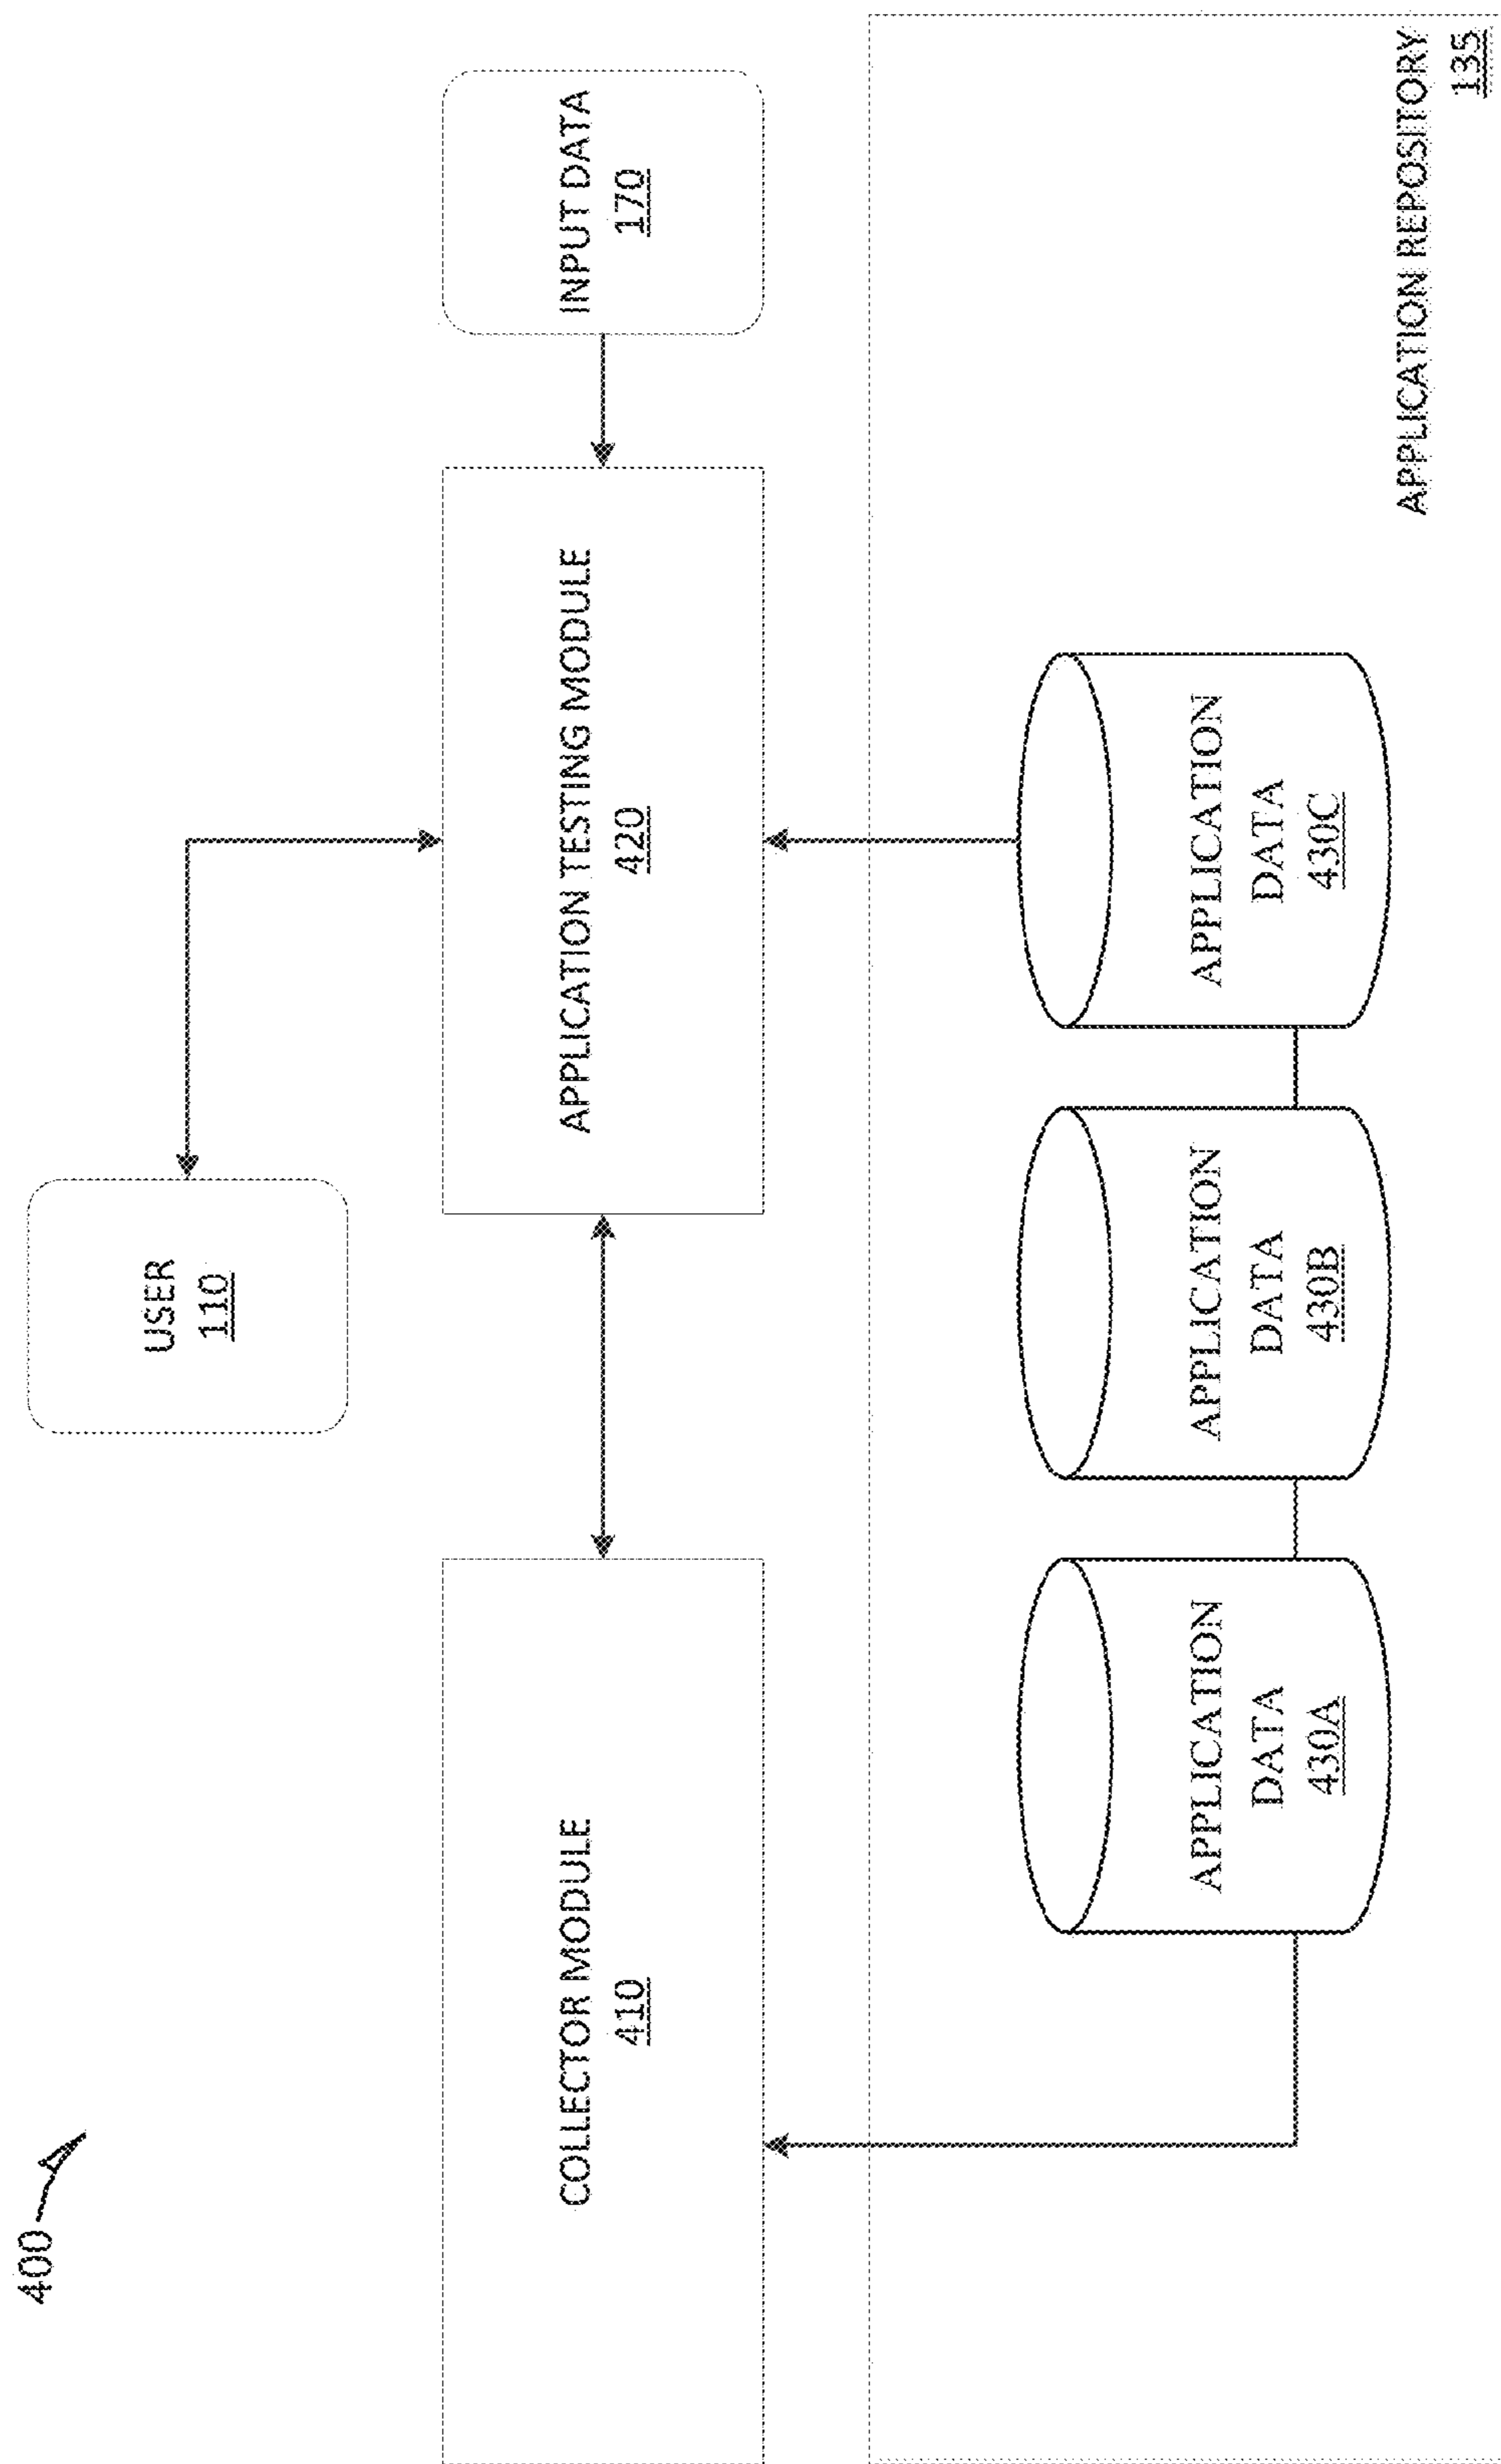 400
USER
110
COLLECTOR MODULE
410
APPLICATION TESTING MODULE
420
INPUT DATA
170
APPLICATION
DATA
430A
APPLICATION
DATA
430B
APPLICATION
DATA
430C
APPLICATION REPOSITORY
135